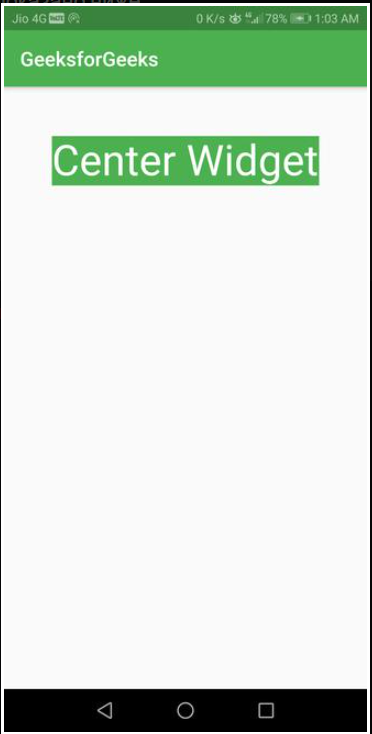 Jio 4G
0 K/s 78% 1:03 AM
GeeksforGeeks
Center Widget